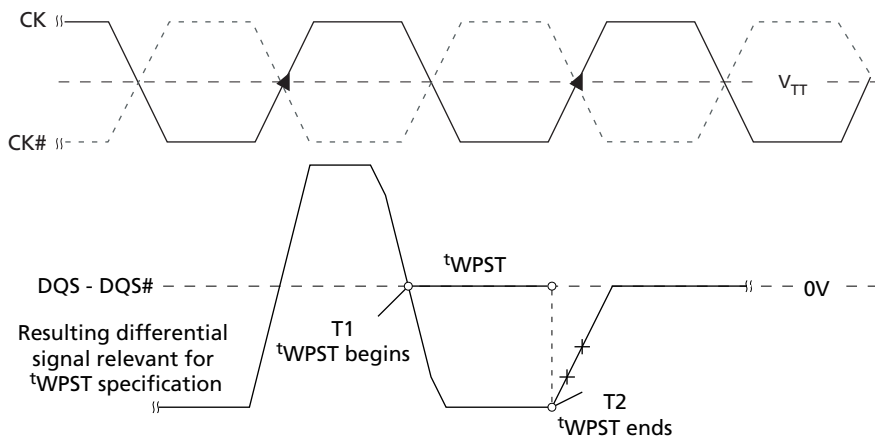 CK
V_TT
CK#
tWPST
DQS - DQS#
0V
T1
tWPST begins
Resulting differential
signal relevant for
tWPST specification
T2
tWPST ends